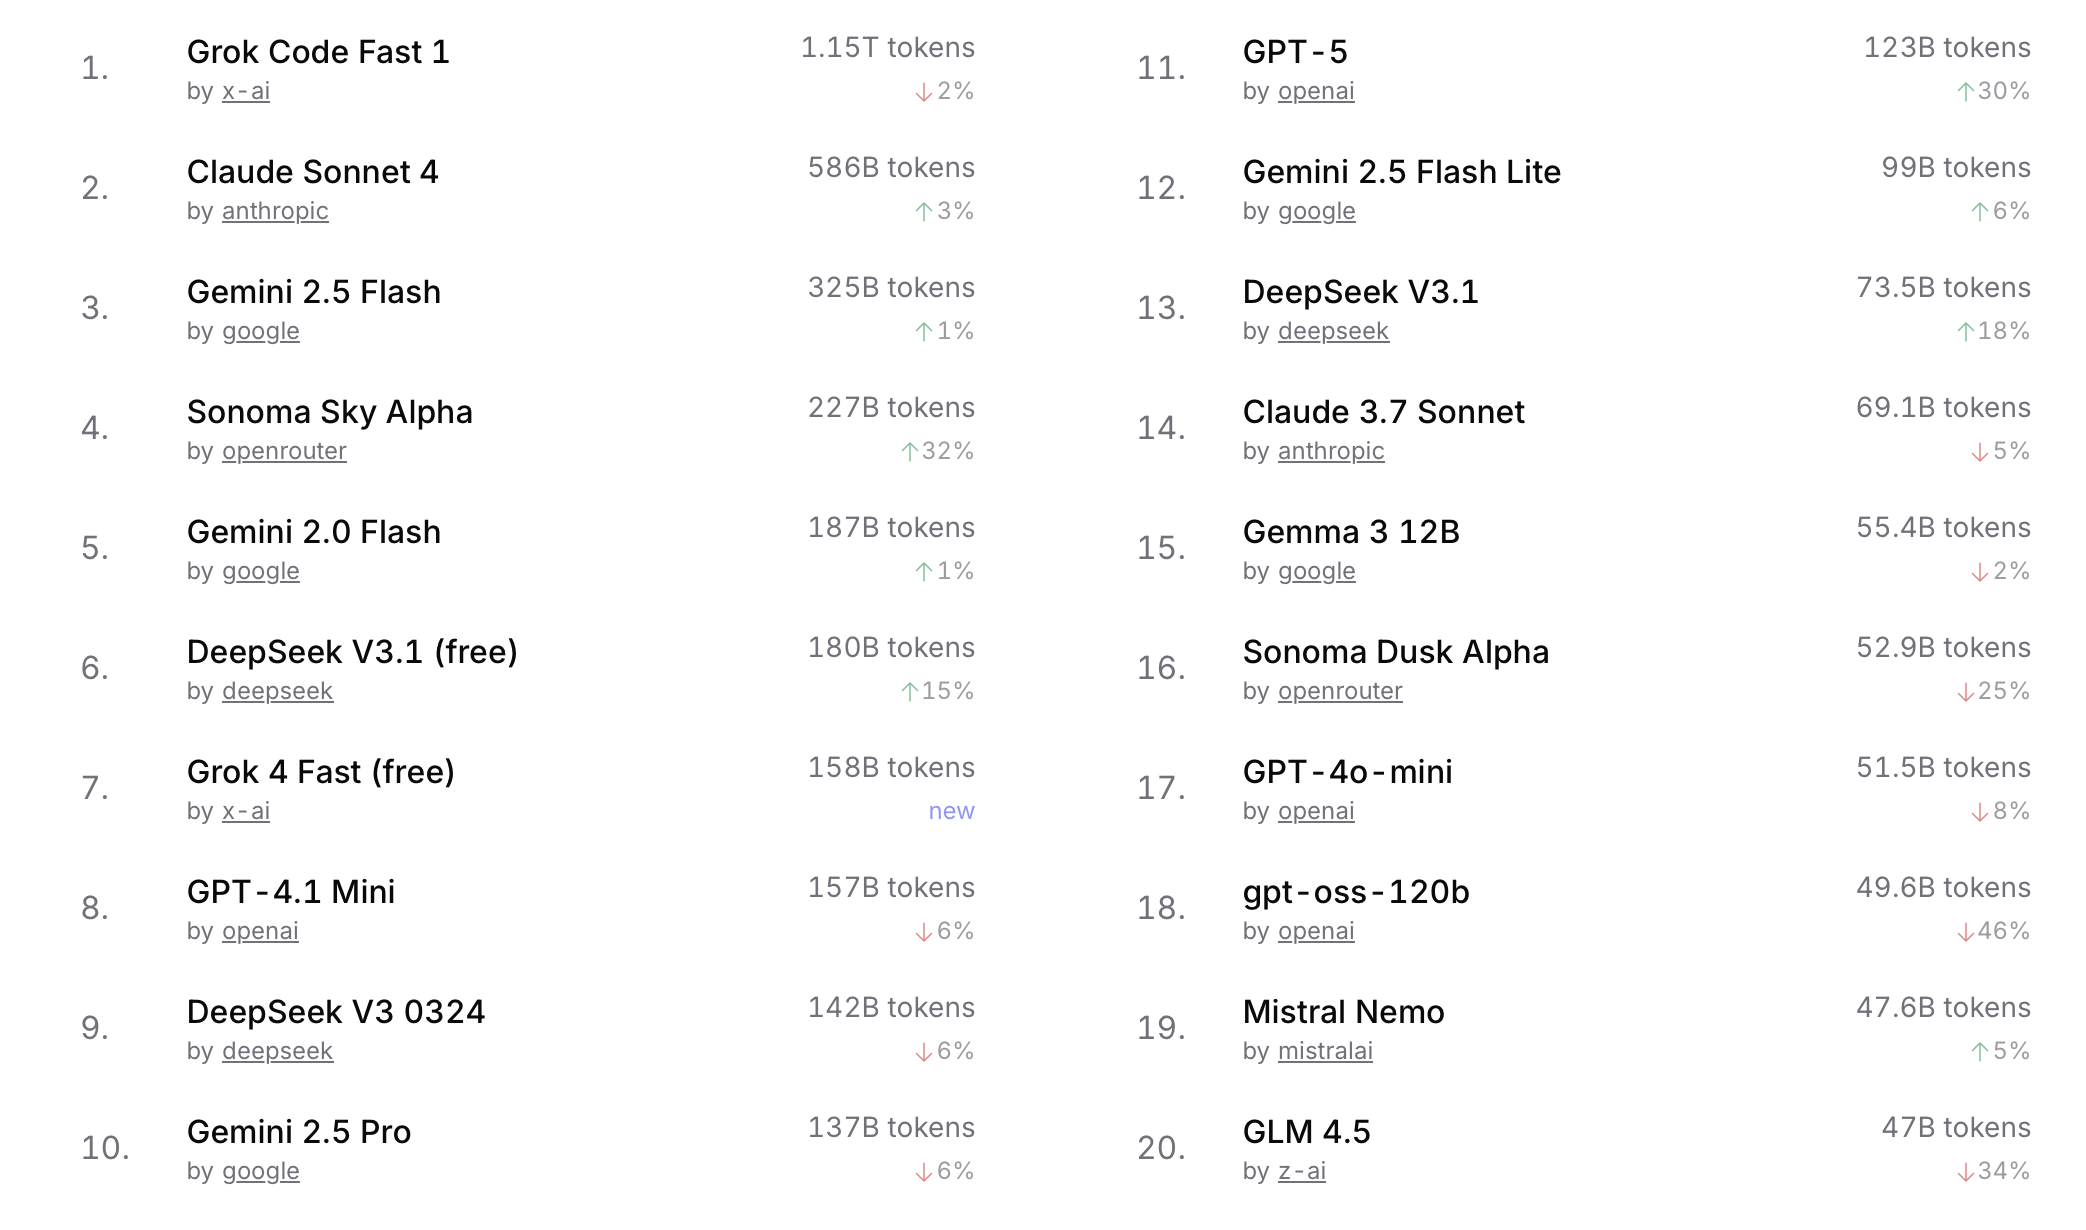 1.
Grok Code Fast 1
1.15T tokens
by x-ai
↓2%
2.
Claude Sonnet 4
586B tokens
by anthropic
↑3%
3.
Gemini 2.5 Flash
325B tokens
by google
↑1%
4.
Sonoma Sky Alpha
227B tokens
by openrouter
↑32%
5.
Gemini 2.0 Flash
187B tokens
by google
↑1%
6.
DeepSeek V3.1 (free)
180B tokens
by deepseek
↑15%
7.
Grok 4 Fast (free)
158B tokens
by x-ai
new
8.
GPT-4.1 Mini
157B tokens
by openai
↓6%
9.
DeepSeek V3 0324
142B tokens
by deepseek
↓6%
10.
Gemini 2.5 Pro
137B tokens
by google
↓6%
11.
GPT-5
123B tokens
by openai
↑30%
12.
Gemini 2.5 Flash Lite
99B tokens
by google
↑6%
13.
DeepSeek V3.1
73.5B tokens
by deepseek
↑18%
14.
Claude 3.7 Sonnet
69.1B tokens
by anthropic
↓5%
15.
Gemma 3 12B
55.4B tokens
by google
↓2%
16.
Sonoma Dusk Alpha
52.9B tokens
by openrouter
↓25%
17.
GPT-4o-mini
51.5B tokens
by openai
↓8%
18.
gpt-oss-120b
49.6B tokens
by openai
↓46%
19.
Mistral Nemo
47.6B tokens
by mistralai
↑5%
20.
GLM 4.5
47B tokens
by z-ai
↓34%